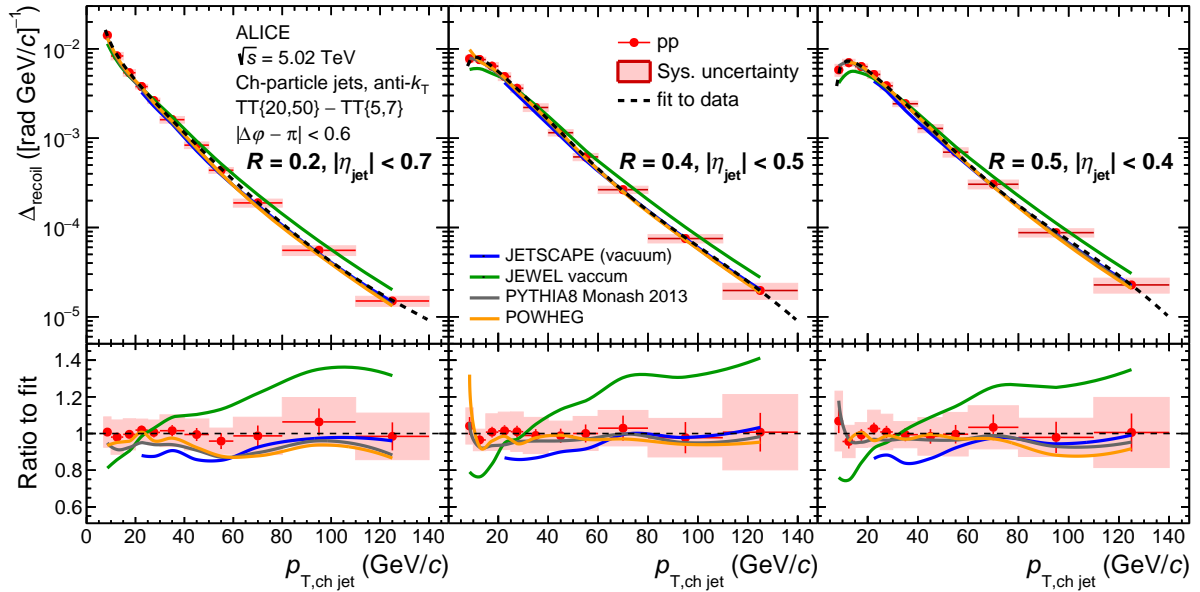 Δrecoil ([rad GeV/c]⁻¹)
10⁻²
10⁻³
10⁻⁴
10⁻⁵
ALICE
√s = 5.02 TeV
Ch-particle jets, anti-kT
TT{20,50} − TT{5,7}
|Δφ − π| < 0.6
R = 0.2, |ηjet| < 0.7
pp
Sys. uncertainty
fit to data
R = 0.4, |ηjet| < 0.5
JETSCAPE (vacuum)
JEWEL vaccum
PYTHIA8 Monash 2013
POWHEG
R = 0.5, |ηjet| < 0.4
Ratio to fit
1.4
1.2
1
0.8
0.6
0 20 40 60 80 100 120 140
20 40 60 80 100 120 140
20 40 60 80 100 120 140
pT,ch jet (GeV/c)
pT,ch jet (GeV/c)
pT,ch jet (GeV/c)